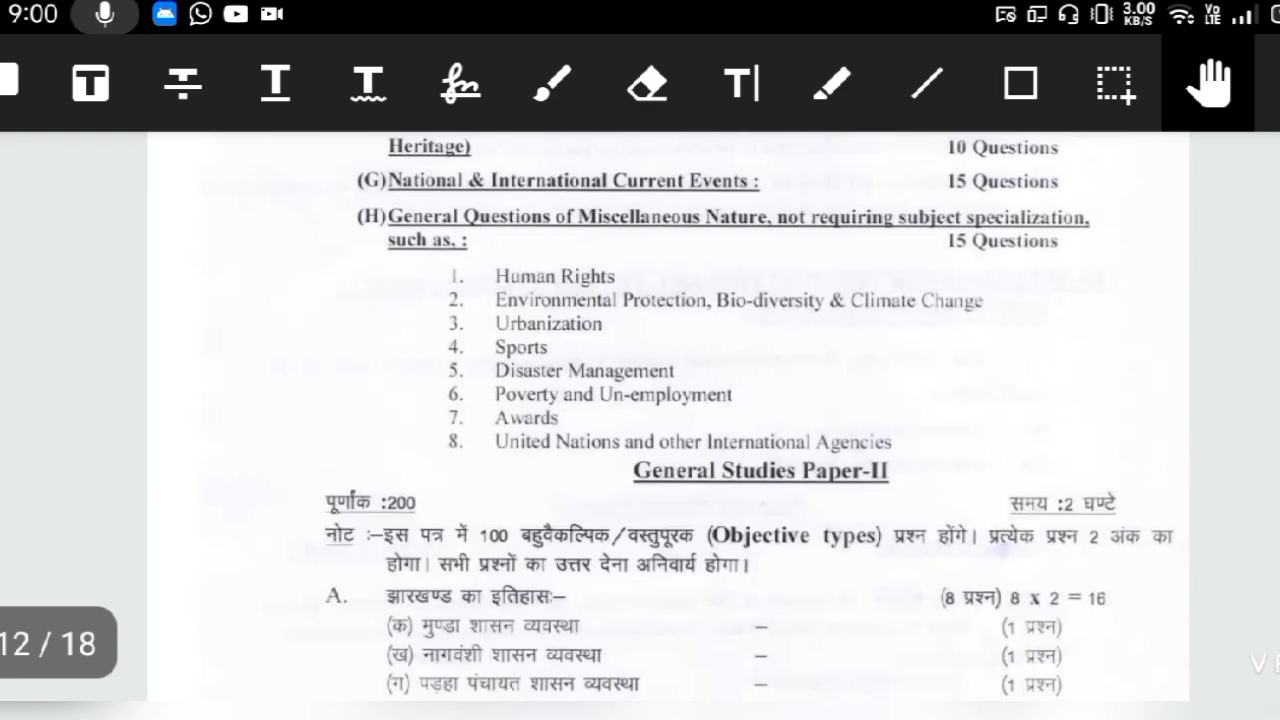 9:00
3.00
KB/S
Vo
LTE
T T T T
Heritage) 10 Questions
(G)National & International Current Events : 15 Questions
(H)General Questions of Miscellaneous Nature, not requiring subject specialization,
such as, : 15 Questions
1. Human Rights
2. Environmental Protection, Bio-diversity & Climate Change
3. Urbanization
4. Sports
5. Disaster Management
6. Poverty and Un-employment
7. Awards
8. United Nations and other International Agencies
General Studies Paper-II
पूर्णांक :200 समय :2 घण्टे
नोट :–इस पत्र में 100 बहुवैकल्पिक/वस्तुपूरक (Objective types) प्रश्न होंगे। प्रत्येक प्रश्न 2 अंक का
होगा। सभी प्रश्नों का उत्तर देना अनिवार्य होगा।
A. झारखण्ड का इतिहासः– (8 प्रश्न) 8 x 2 = 16
(क) मुण्डा शासन व्यवस्था – (1 प्रश्न)
(ख) नागवंशी शासन व्यवस्था – (1 प्रश्न)
(ग) पड़हा पंचायत शासन व्यवस्था – (1 प्रश्न)
12 / 18
V